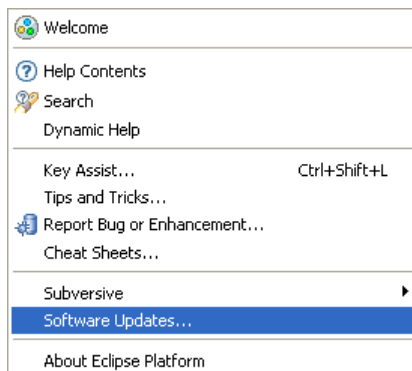 Welcome
Help Contents
Search
Dynamic Help
Key Assist... Ctrl+Shift+L
Tips and Tricks...
Report Bug or Enhancement...
Cheat Sheets...
Subversive
Software Updates...
About Eclipse Platform